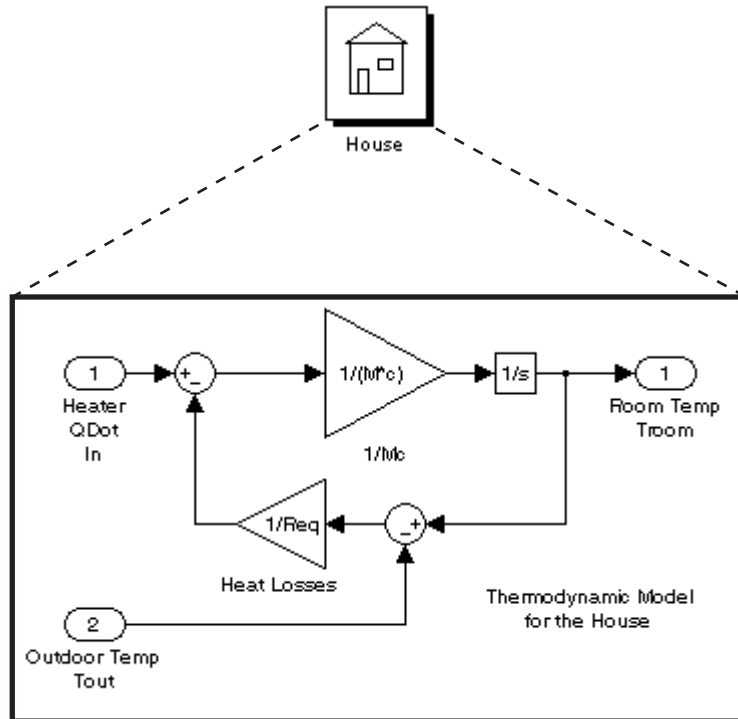 House
+
-
1/(M*c)
1/s
1
Heater
QDot
In
1
Room Temp
Troom
1/Mc
1/Req
-
+
Heat Losses
Thermodynamic Model
for the House
2
Outdoor Temp
Tout